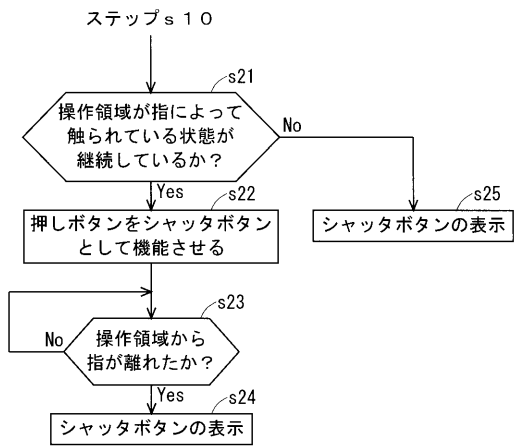 ステップｓ１０
s21
操作領域が指によって
触られている状態が
継続しているか？
No
Yes
s22
押しボタンをシャッタボタン
として機能させる
s25
シャッタボタンの表示
s23
操作領域から
指が離れたか？
No
Yes
s24
シャッタボタンの表示